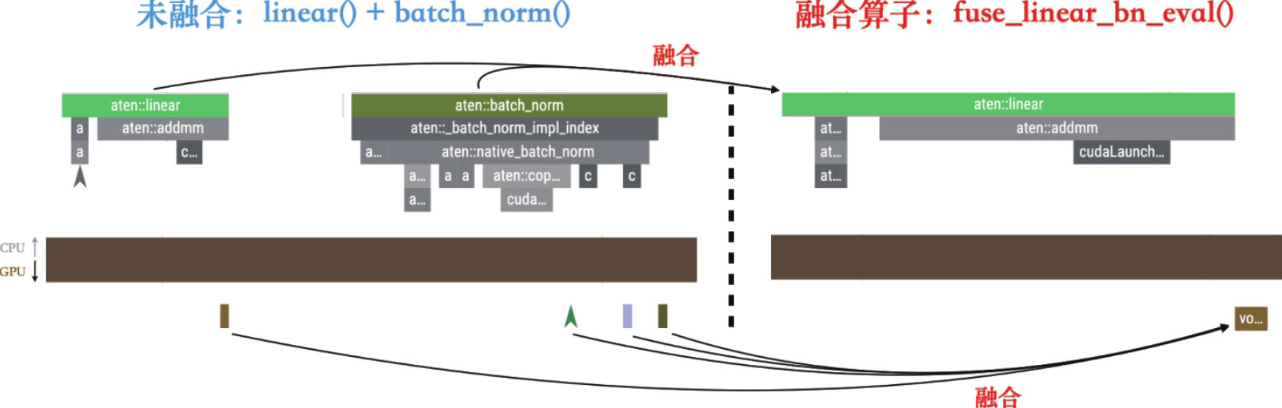 未融合：linear() + batch_norm()
融合算子：fuse_linear_bn_eval()
融合
aten::linear
aten::batch_norm
aten::linear
a
aten::addmm
aten::_batch_norm_impl_index
at...
aten::addmm
a
c...
a...
aten::native_batch_norm
at...
cudaLaunch...
a...
a
a
aten::cop...
c
c
at...
a...
cuda...
CPU
GPU
vo...
融合